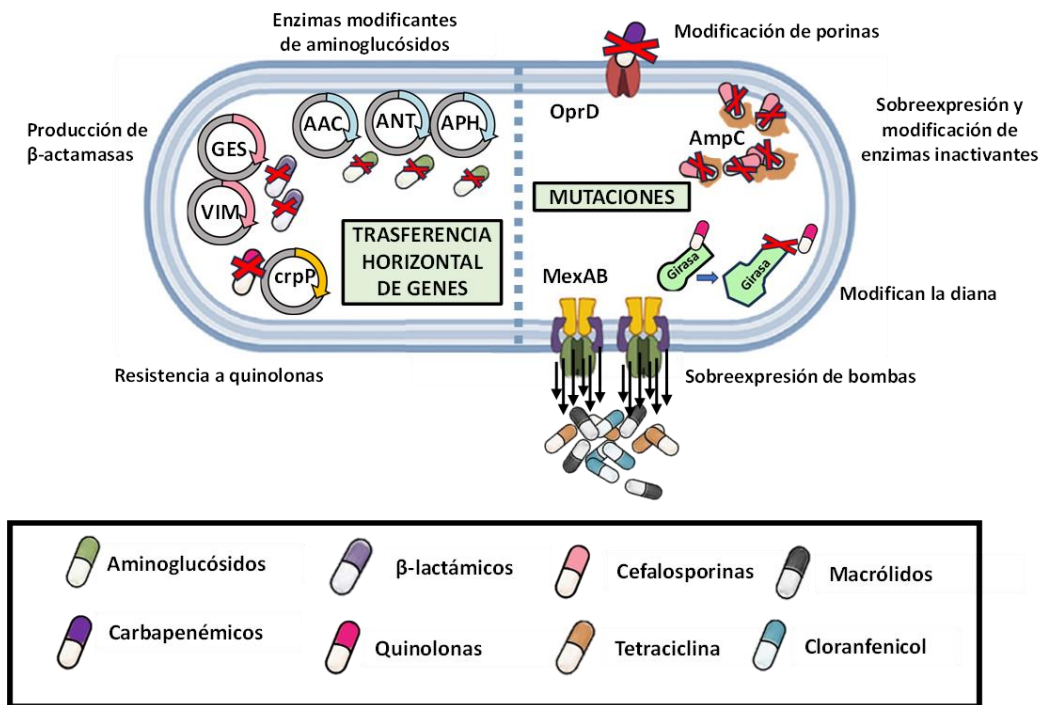 Enzimas modificantes
de aminoglucósidos
Modificación de porinas
Producción de
β-actamasas
AAC
ANT
APH
GES
VIM
crpP
TRASFERENCIA
HORIZONTAL
DE GENES
Resistencia a quinolonas
OprD
AmpC
Sobreexpresión y
modificación de
enzimas inactivantes
MUTACIONES
MexAB
Girasa
Girasa
Modifican la diana
Sobreexpresión de bombas
Aminoglucósidos
β-lactámicos
Cefalosporinas
Macrólidos
Carbapenémicos
Quinolonas
Tetraciclina
Cloranfenicol